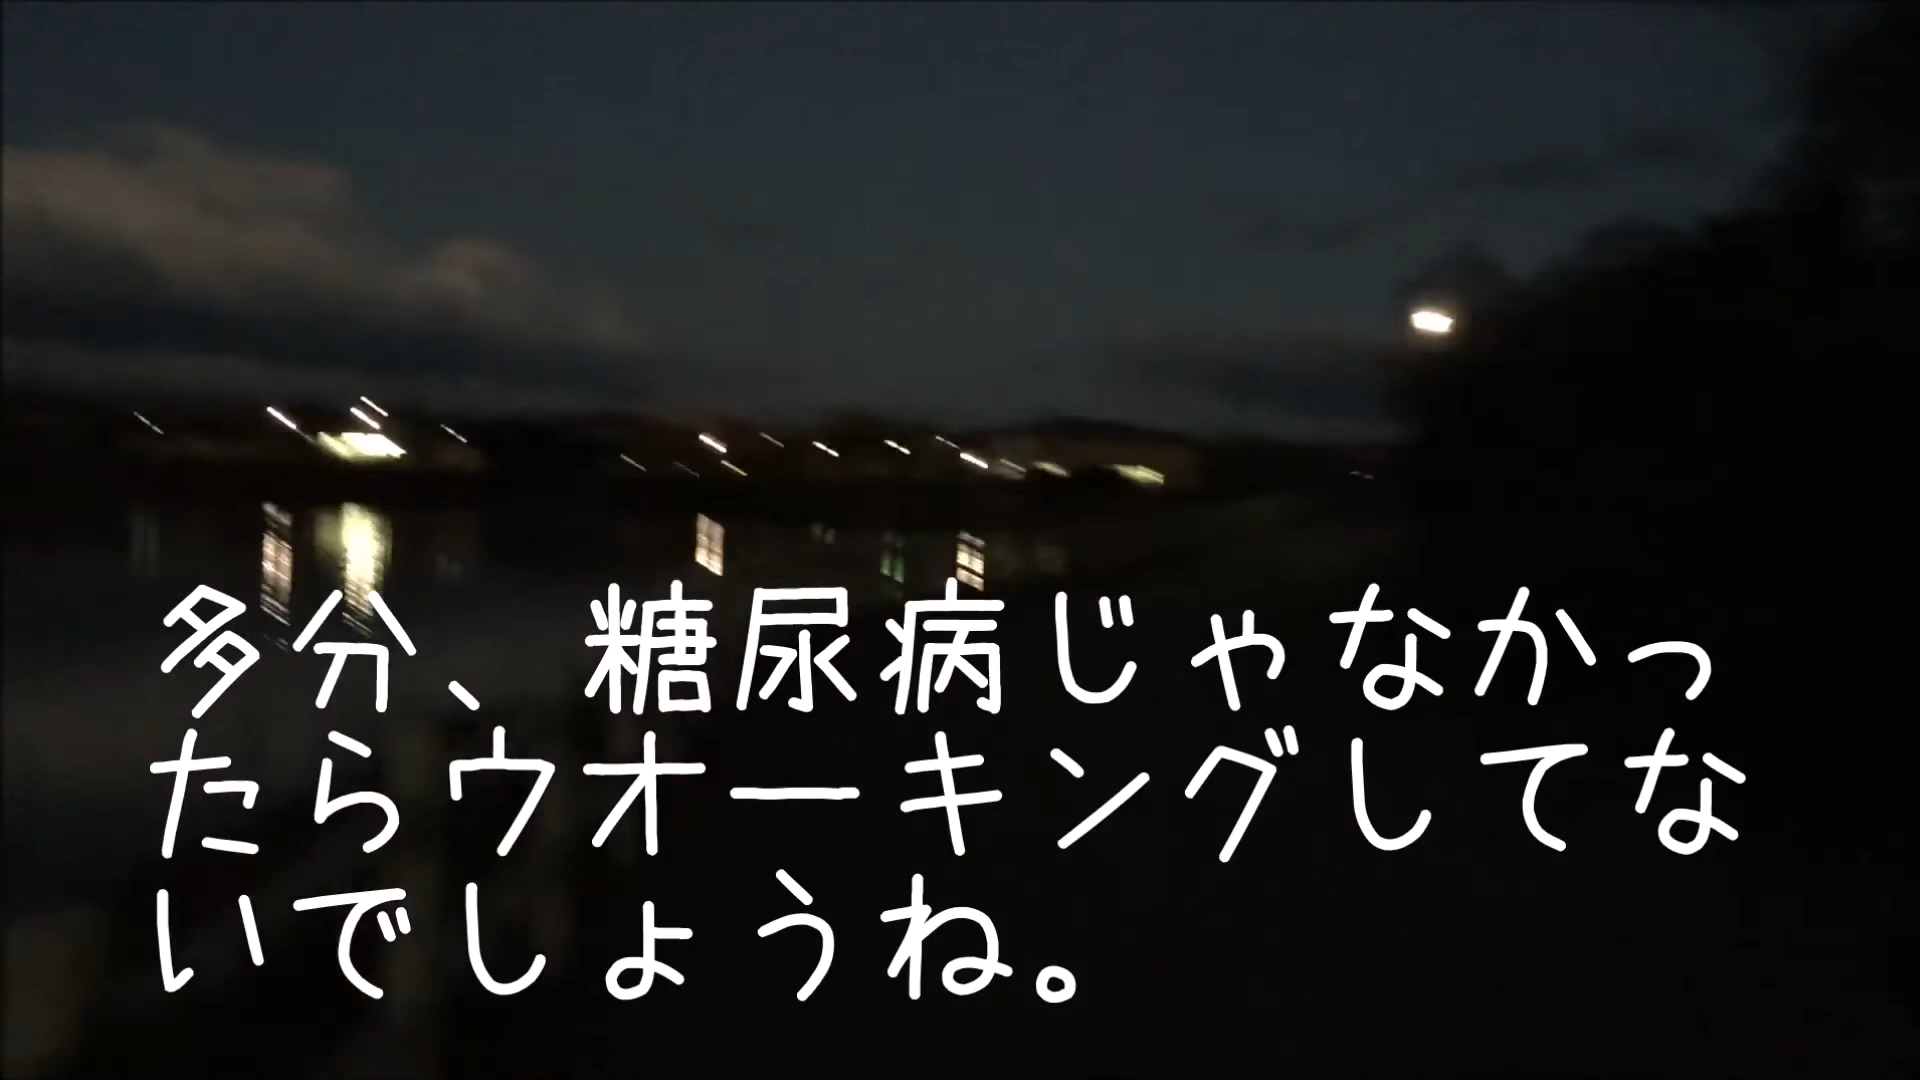 多分、糖尿病じゃなかっ
たらウオーキングしてな
いでしょうね。